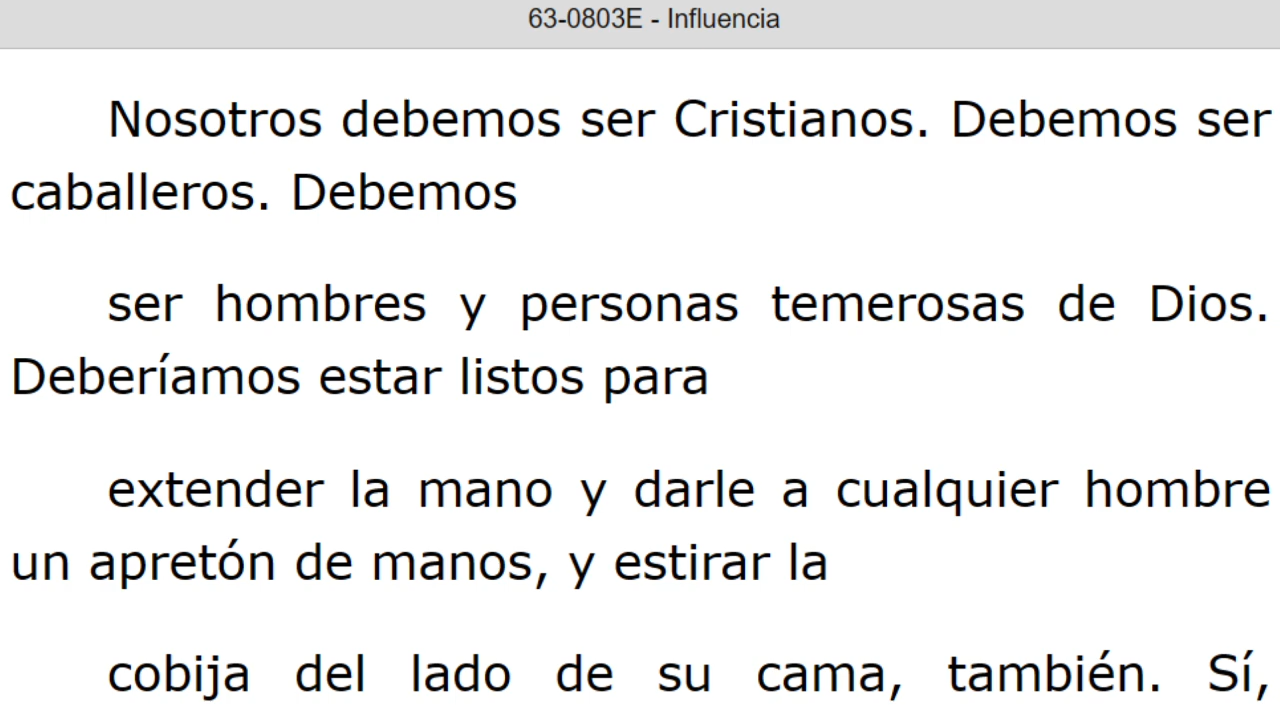 63-0803E - Influencia
Nosotros debemos ser Cristianos. Debemos ser
caballeros. Debemos
ser hombres y personas temerosas de Dios.
Deberíamos estar listos para
extender la mano y darle a cualquier hombre
un apretón de manos, y estirar la
cobija del lado de su cama, también. Sí,